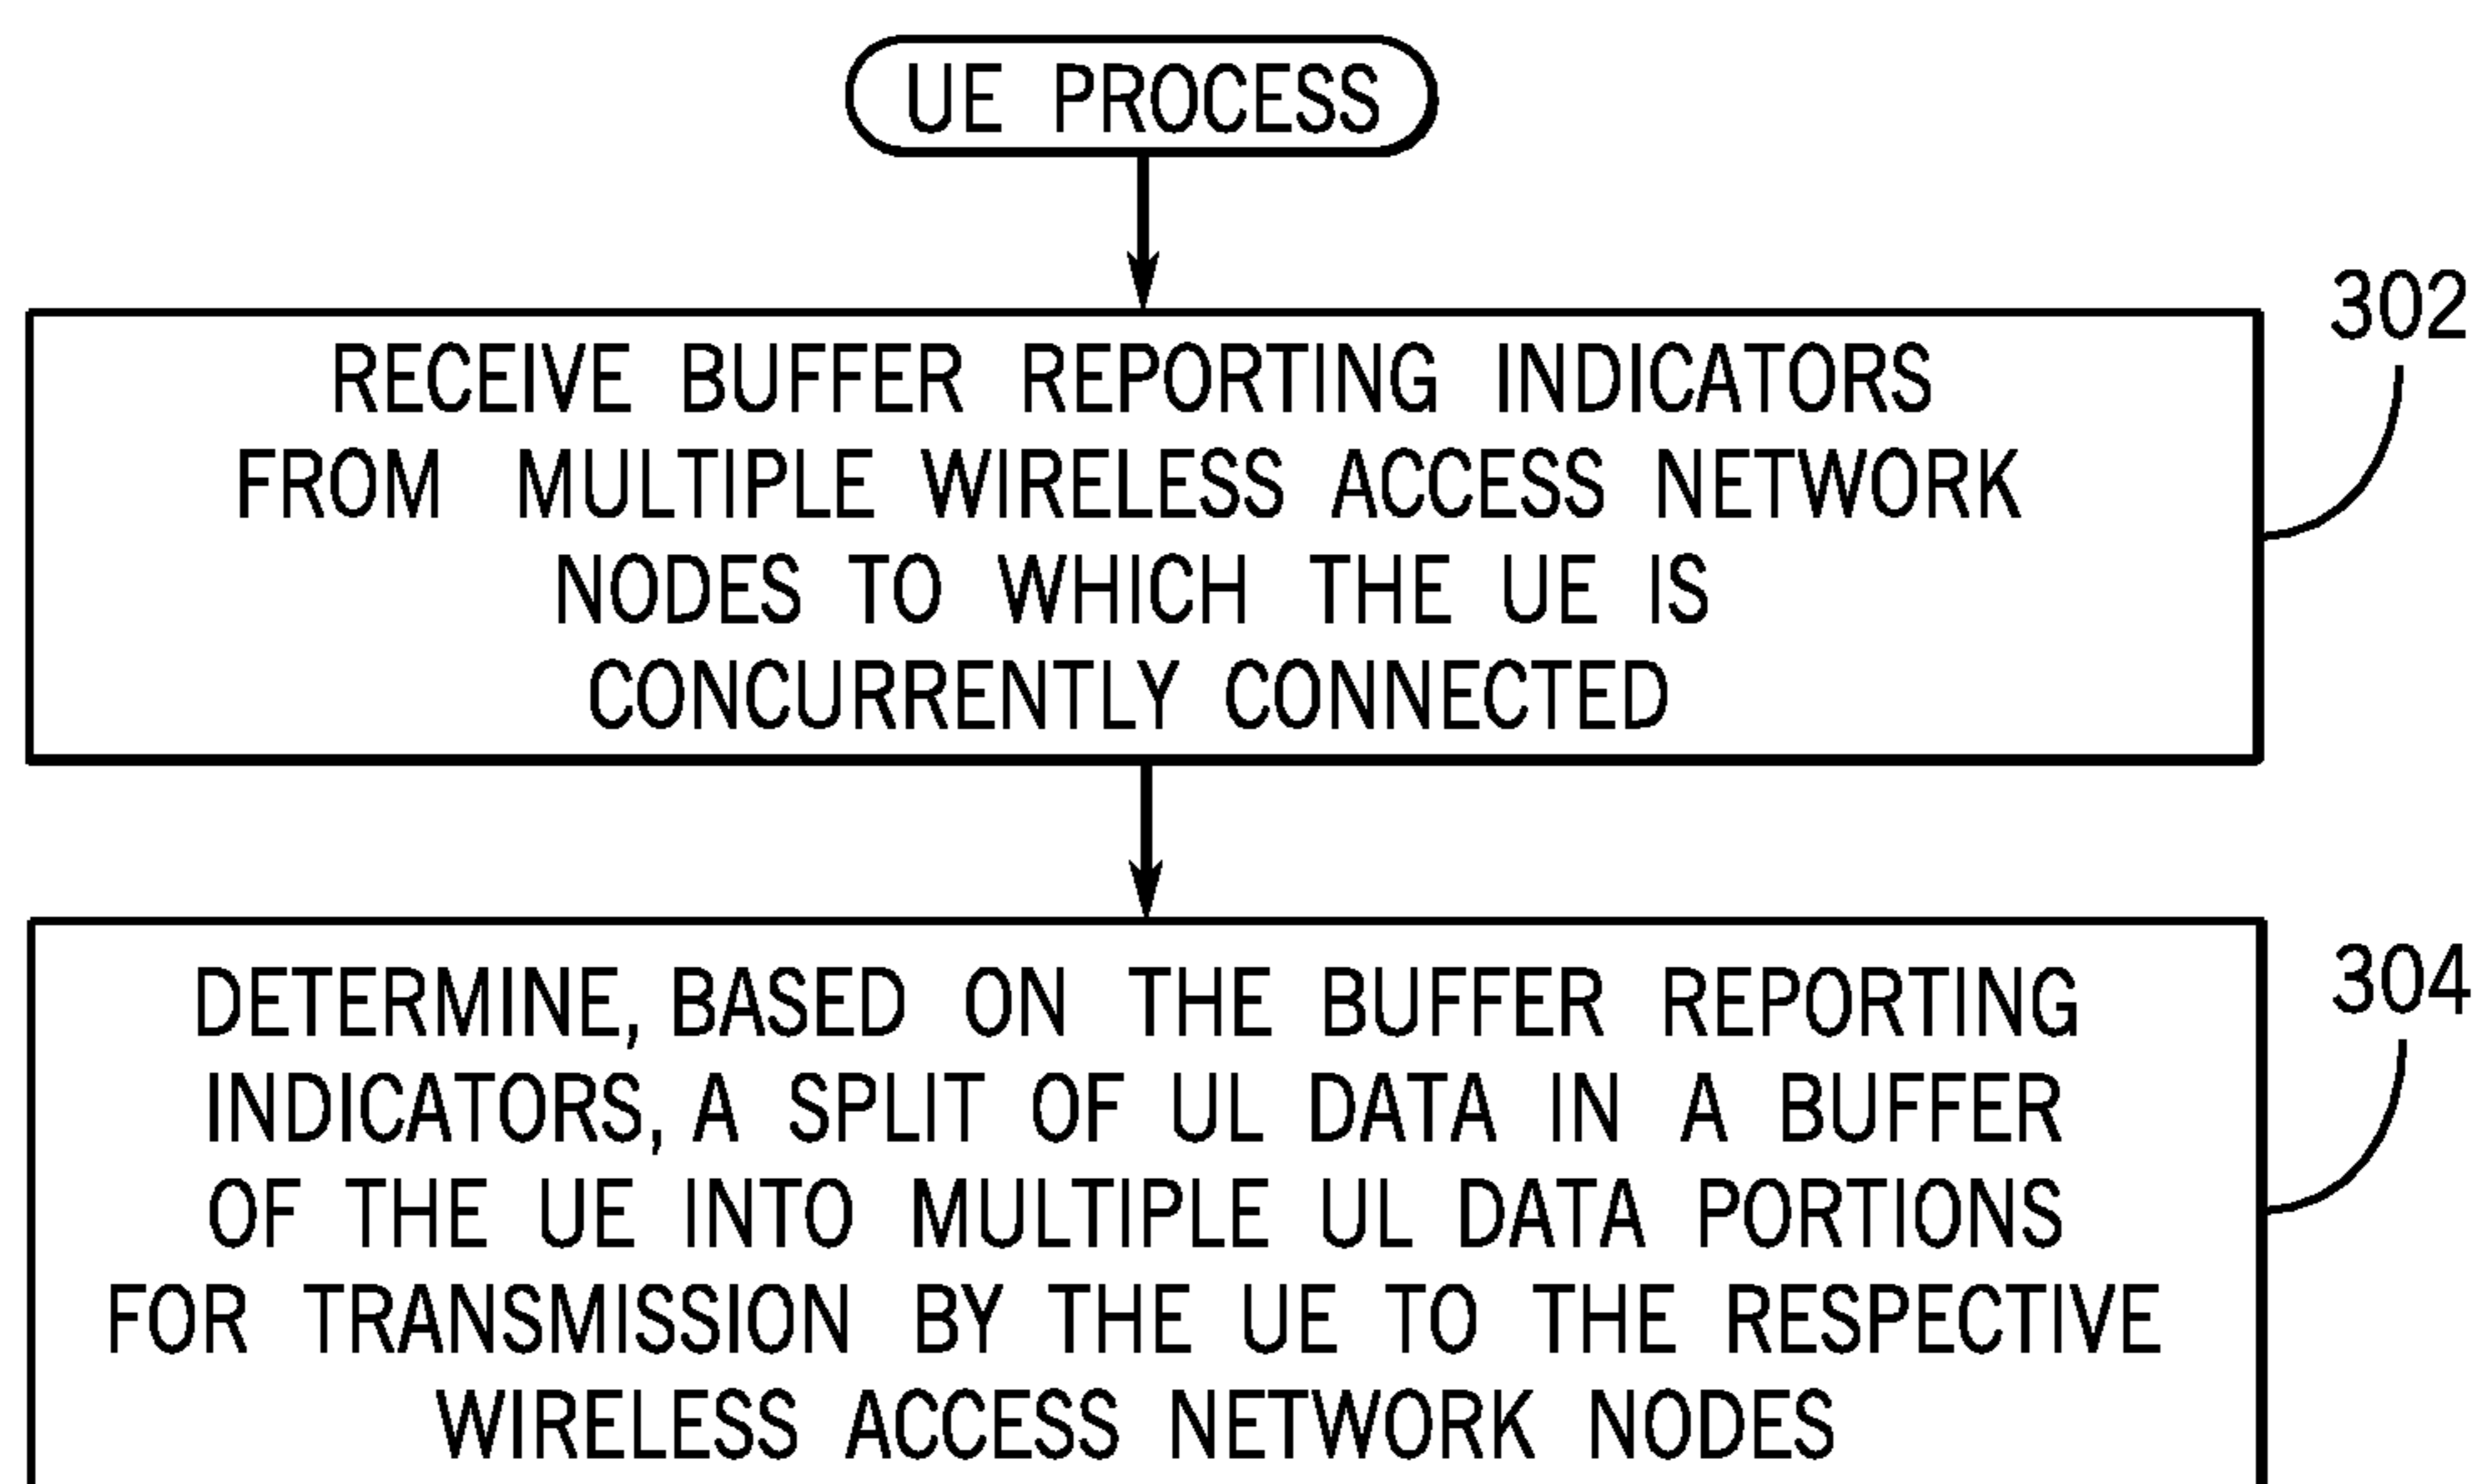 UE PROCESS
302
RECEIVE BUFFER REPORTING INDICATORS
FROM MULTIPLE WIRELESS ACCESS NETWORK
NODES TO WHICH THE UE IS
CONCURRENTLY CONNECTED
304
DETERMINE, BASED ON THE BUFFER REPORTING
INDICATORS, A SPLIT OF UL DATA IN A BUFFER
OF THE UE INTO MULTIPLE UL DATA PORTIONS
FOR TRANSMISSION BY THE UE TO THE RESPECTIVE
WIRELESS ACCESS NETWORK NODES